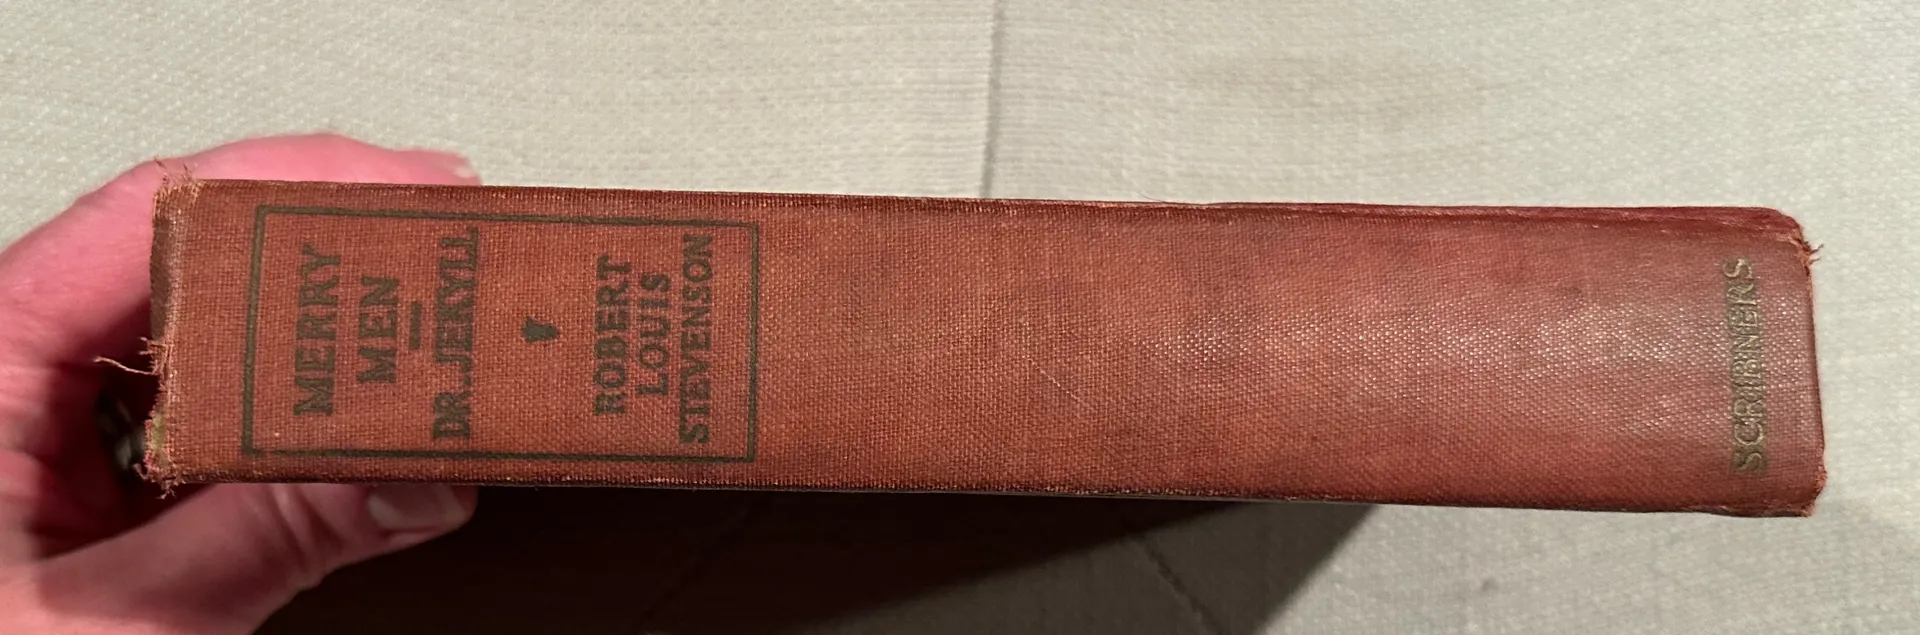 MERRY
MEN
—
DR. JEKYLL
ROBERT
LOUIS
STEVENSON
SCRIBNERS